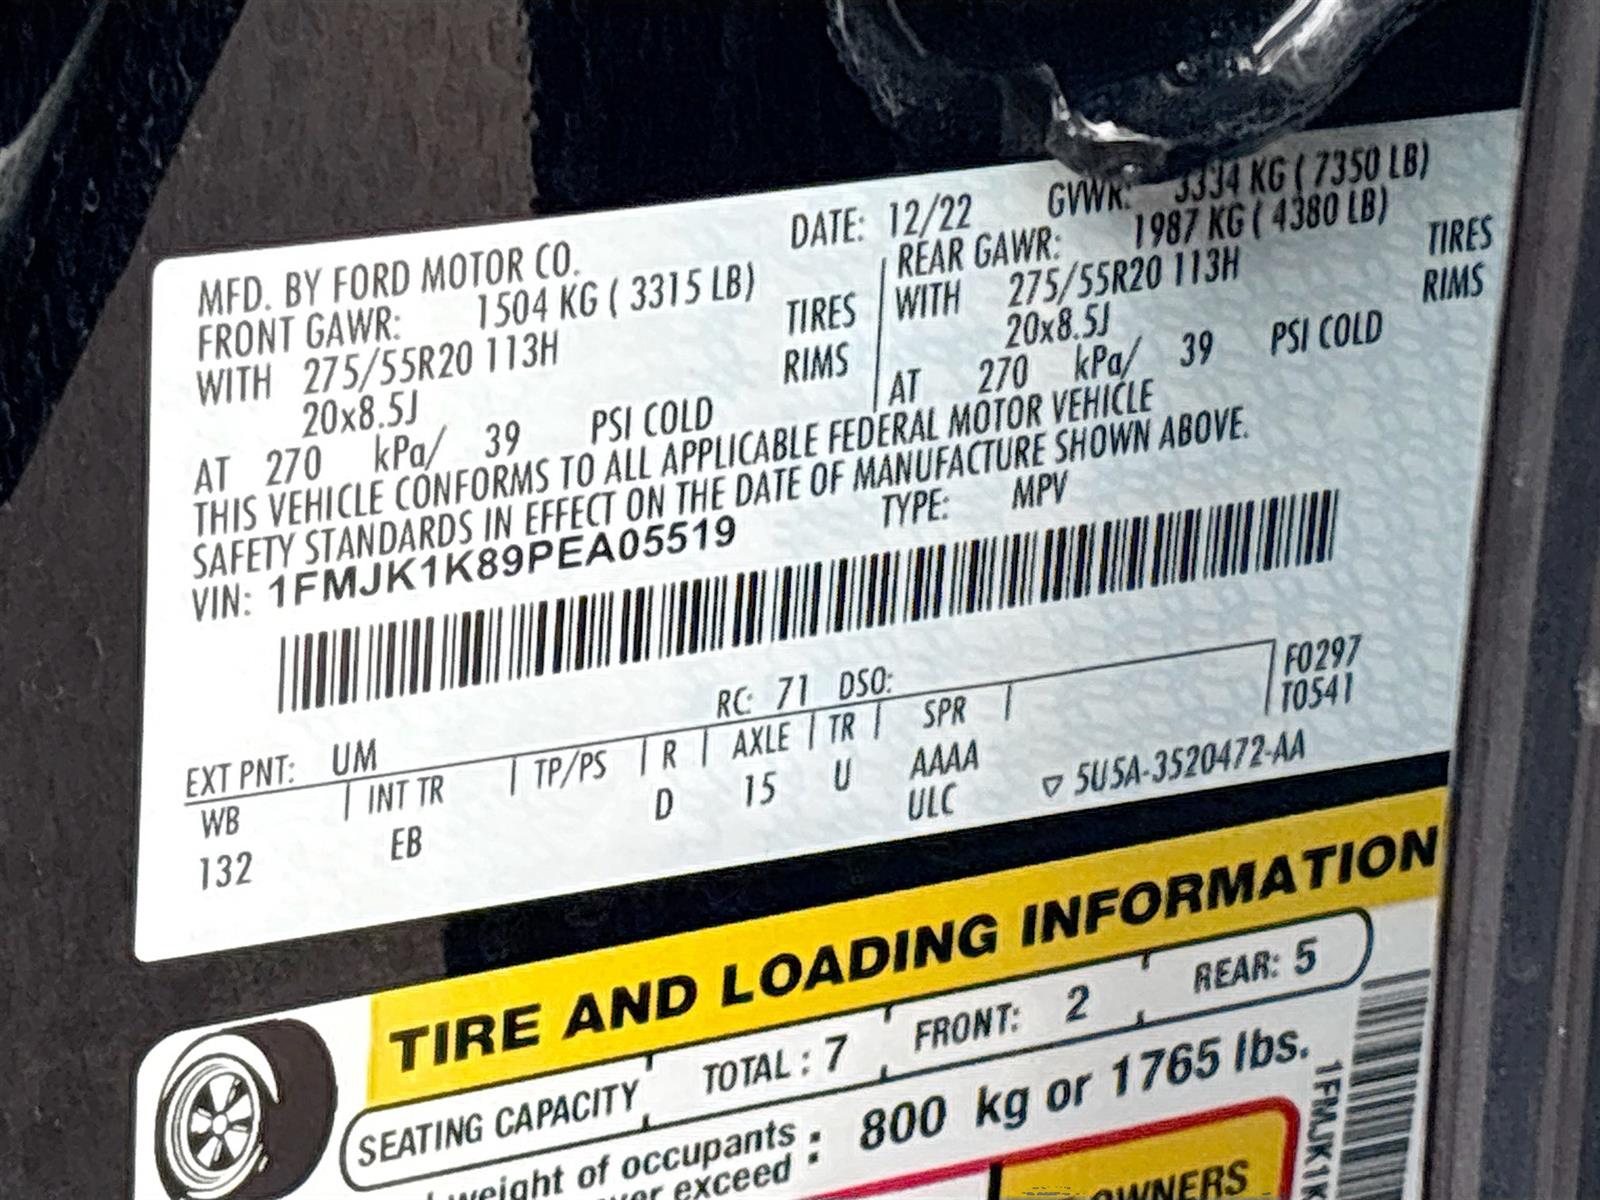 MFD. BY FORD MOTOR CO. DATE: 12/22 GVWR: 3334 KG ( 7350 LB)
FRONT GAWR: 1504 KG ( 3315 LB) REAR GAWR: 1987 KG ( 4380 LB)
WITH 275/55R20 113H TIRES WITH 275/55R20 113H TIRES
20x8.5J RIMS 20x8.5J RIMS
AT 270 kPa/ 39 PSI COLD AT 270 kPa/ 39 PSI COLD
THIS VEHICLE CONFORMS TO ALL APPLICABLE FEDERAL MOTOR VEHICLE
SAFETY STANDARDS IN EFFECT ON THE DATE OF MANUFACTURE SHOWN ABOVE.
VIN: 1FMJK1K89PEA05519 TYPE: MPV
EXT PNT: UM RC: 71 DSO: F0297
T0541
WB INT TR TP/PS R AXLE TR SPR
132 EB D 15 U AAAA
ULC
▽ 5U5A-3520472-AA
TIRE AND LOADING INFORMATION
SEATING CAPACITY TOTAL : 7 FRONT: 2 REAR: 5
weight of occupants : 800 kg or 1765 lbs.
exceed
OWNERS
1FMJK1K